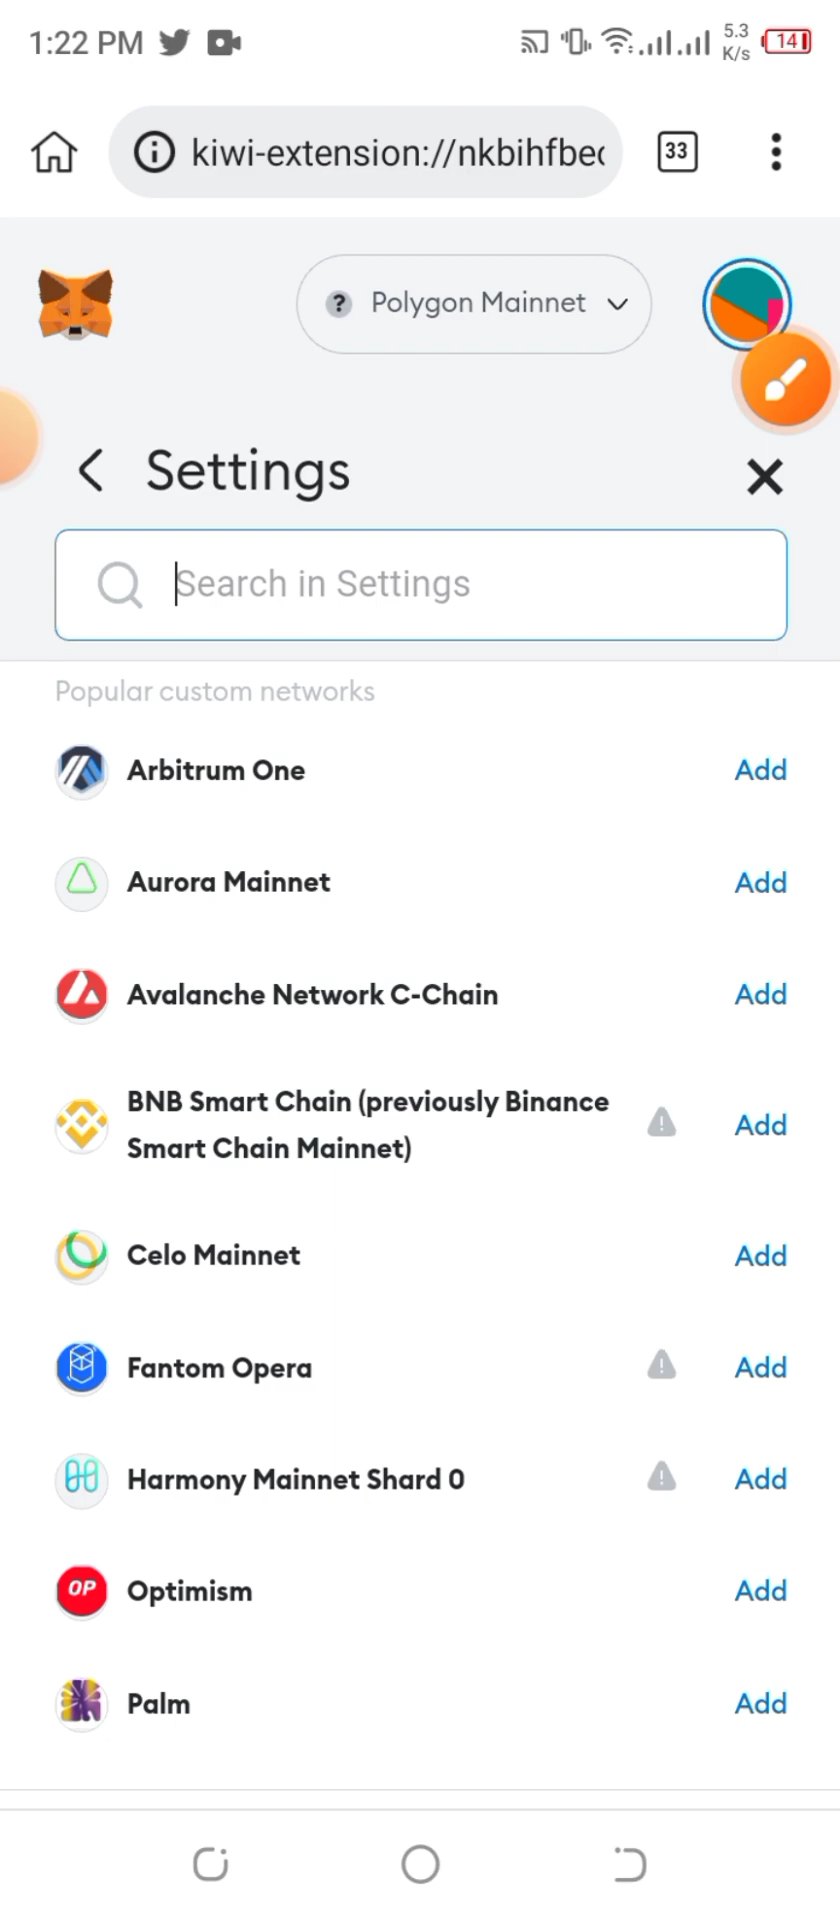 1:22 PM
5.3
K/s
14
kiwi-extension://nkbihfbec
33
? Polygon Mainnet
Settings
Search in Settings
Popular custom networks
Arbitrum One Add
Aurora Mainnet Add
Avalanche Network C-Chain Add
BNB Smart Chain (previously Binance
Smart Chain Mainnet) Add
Celo Mainnet Add
Fantom Opera Add
Harmony Mainnet Shard 0 Add
OP Optimism Add
Palm Add